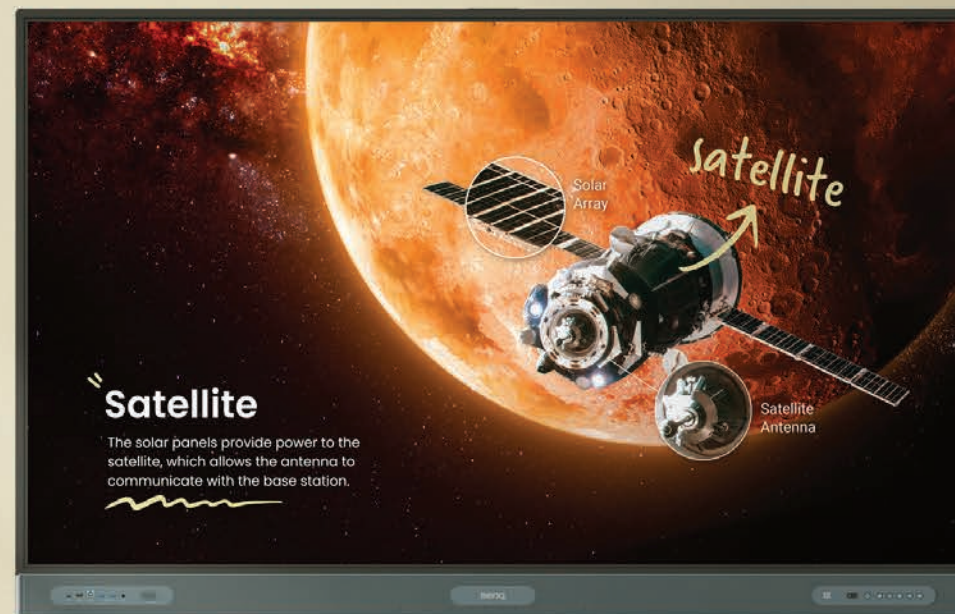 satellite
Solar
Array
Satellite
Antenna
Satellite
The solar panels provide power to the
satellite, which allows the antenna to
communicate with the base station.
BenQ